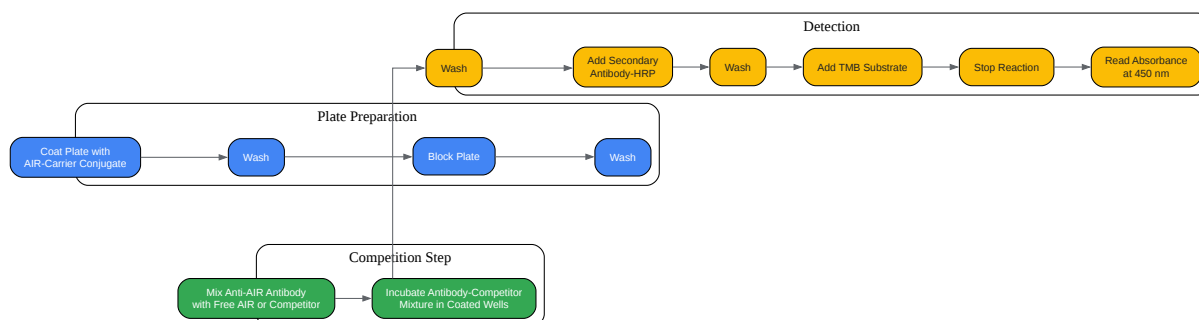 Detection
Wash
Add Secondary
Antibody-HRP
Wash
Add TMB Substrate
Stop Reaction
Read Absorbance
at 450 nm
Plate Preparation
Coat Plate with
AIR-Carrier Conjugate
Wash
Block Plate
Wash
Competition Step
Mix Anti-AIR Antibody
with Free AIR or Competitor
Incubate Antibody-Competitor
Mixture in Coated Wells